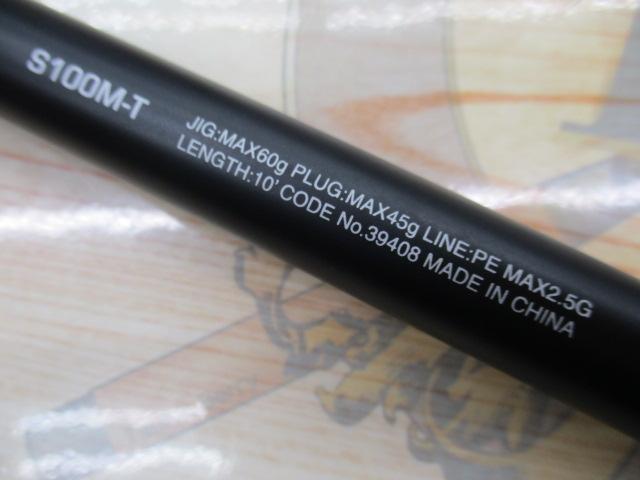 S100M-T
JIG:MAX60g PLUG:MAX45g LINE:PE MAX2.5G
LENGTH:10' CODE No.39408 MADE IN CHINA